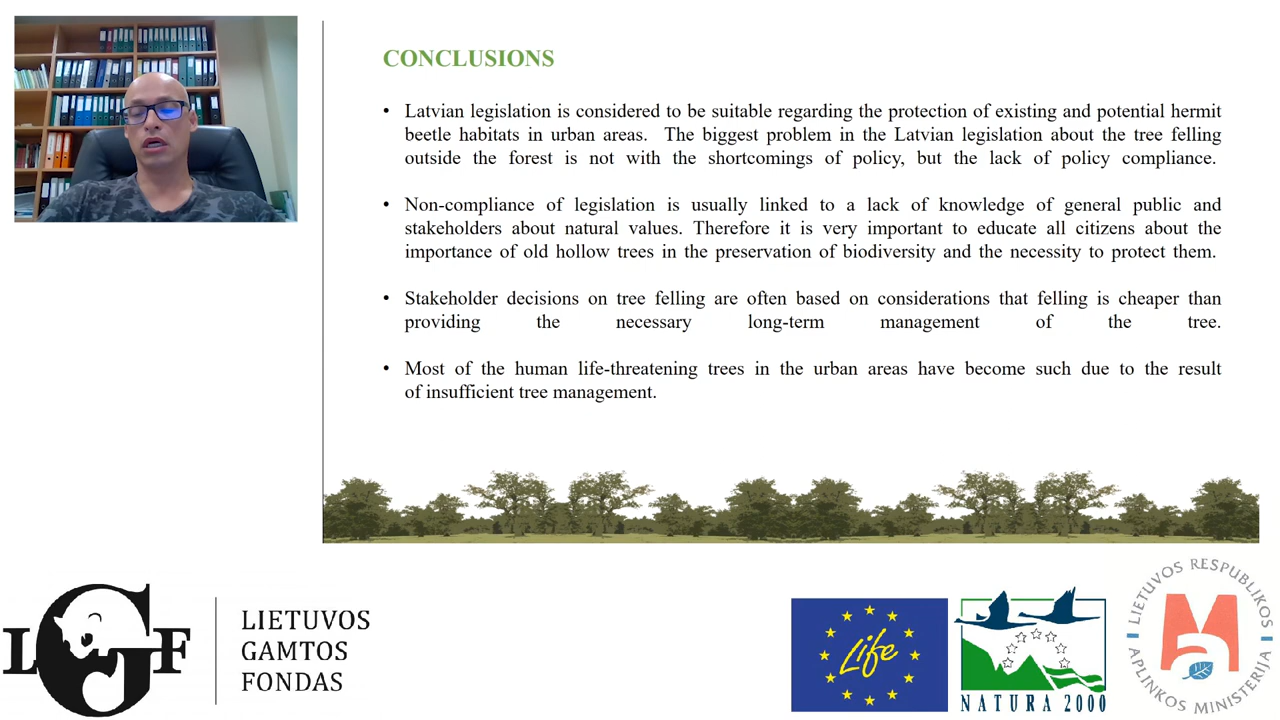 CONCLUSIONS
• Latvian legislation is considered to be suitable regarding the protection of existing and potential hermit
beetle habitats in urban areas. The biggest problem in the Latvian legislation about the tree felling
outside the forest is not with the shortcomings of policy, but the lack of policy compliance.
• Non-compliance of legislation is usually linked to a lack of knowledge of general public and
stakeholders about natural values. Therefore it is very important to educate all citizens about the
importance of old hollow trees in the preservation of biodiversity and the necessity to protect them.
• Stakeholder decisions on tree felling are often based on considerations that felling is cheaper than
providing the necessary long-term management of the tree.
• Most of the human life-threatening trees in the urban areas have become such due to the result
of insufficient tree management.
LGF
LIETUVOS
GAMTOS
FONDAS
Life
NATURA 2000
LIETUVOS RESPUBLIKOS
APLINKOS MINISTERIJA
Ma